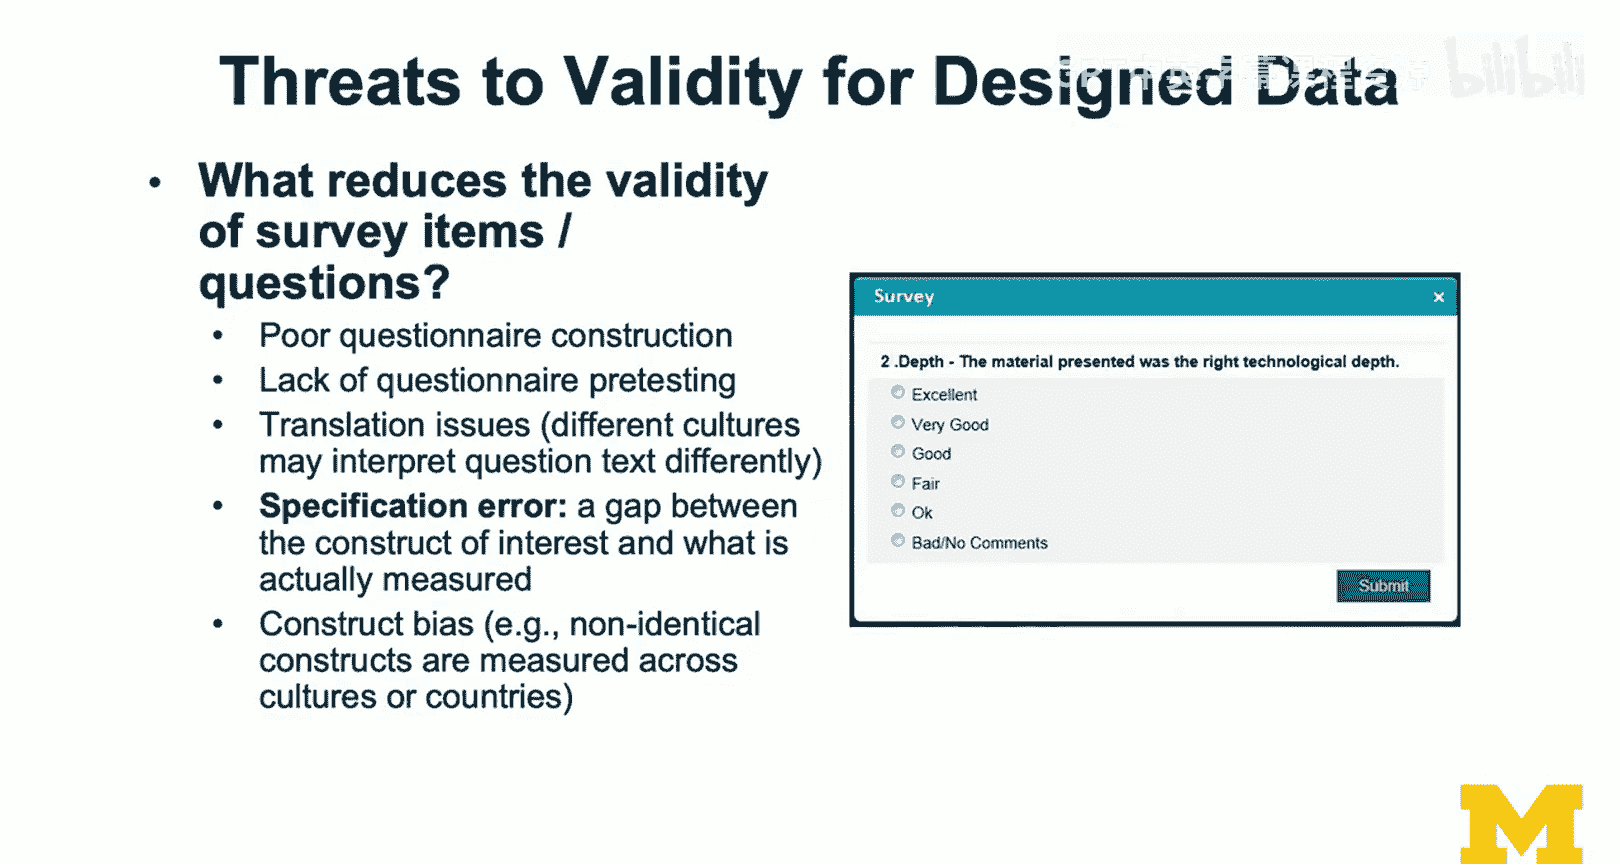 Threats to Validity for Designed Data
bilibili
• What reduces the validity
of survey items /
questions?
• Poor questionnaire construction
• Lack of questionnaire pretesting
• Translation issues (different cultures
may interpret question text differently)
• Specification error: a gap between
the construct of interest and what is
actually measured
• Construct bias (e.g., non-identical
constructs are measured across
cultures or countries)
Survey ×
2 .Depth - The material presented was the right technological depth.
Excellent
Very Good
Good
Fair
Ok
Bad/No Comments
Submit
M